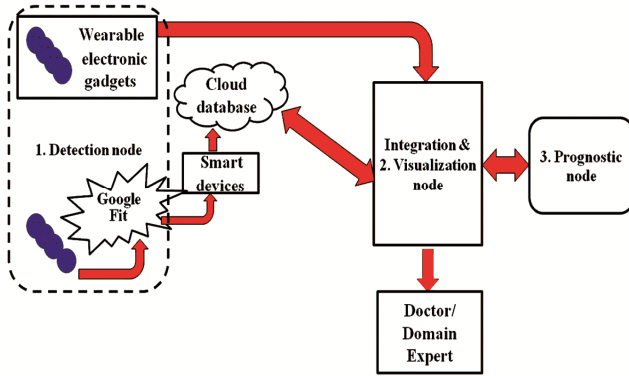 Wearable
electronic
gadgets
Cloud
database
1. Detection node
Smart
devices
Google
Fit
Integration &
2. Visualization
node
3. Prognostic
node
Doctor/
Domain
Expert